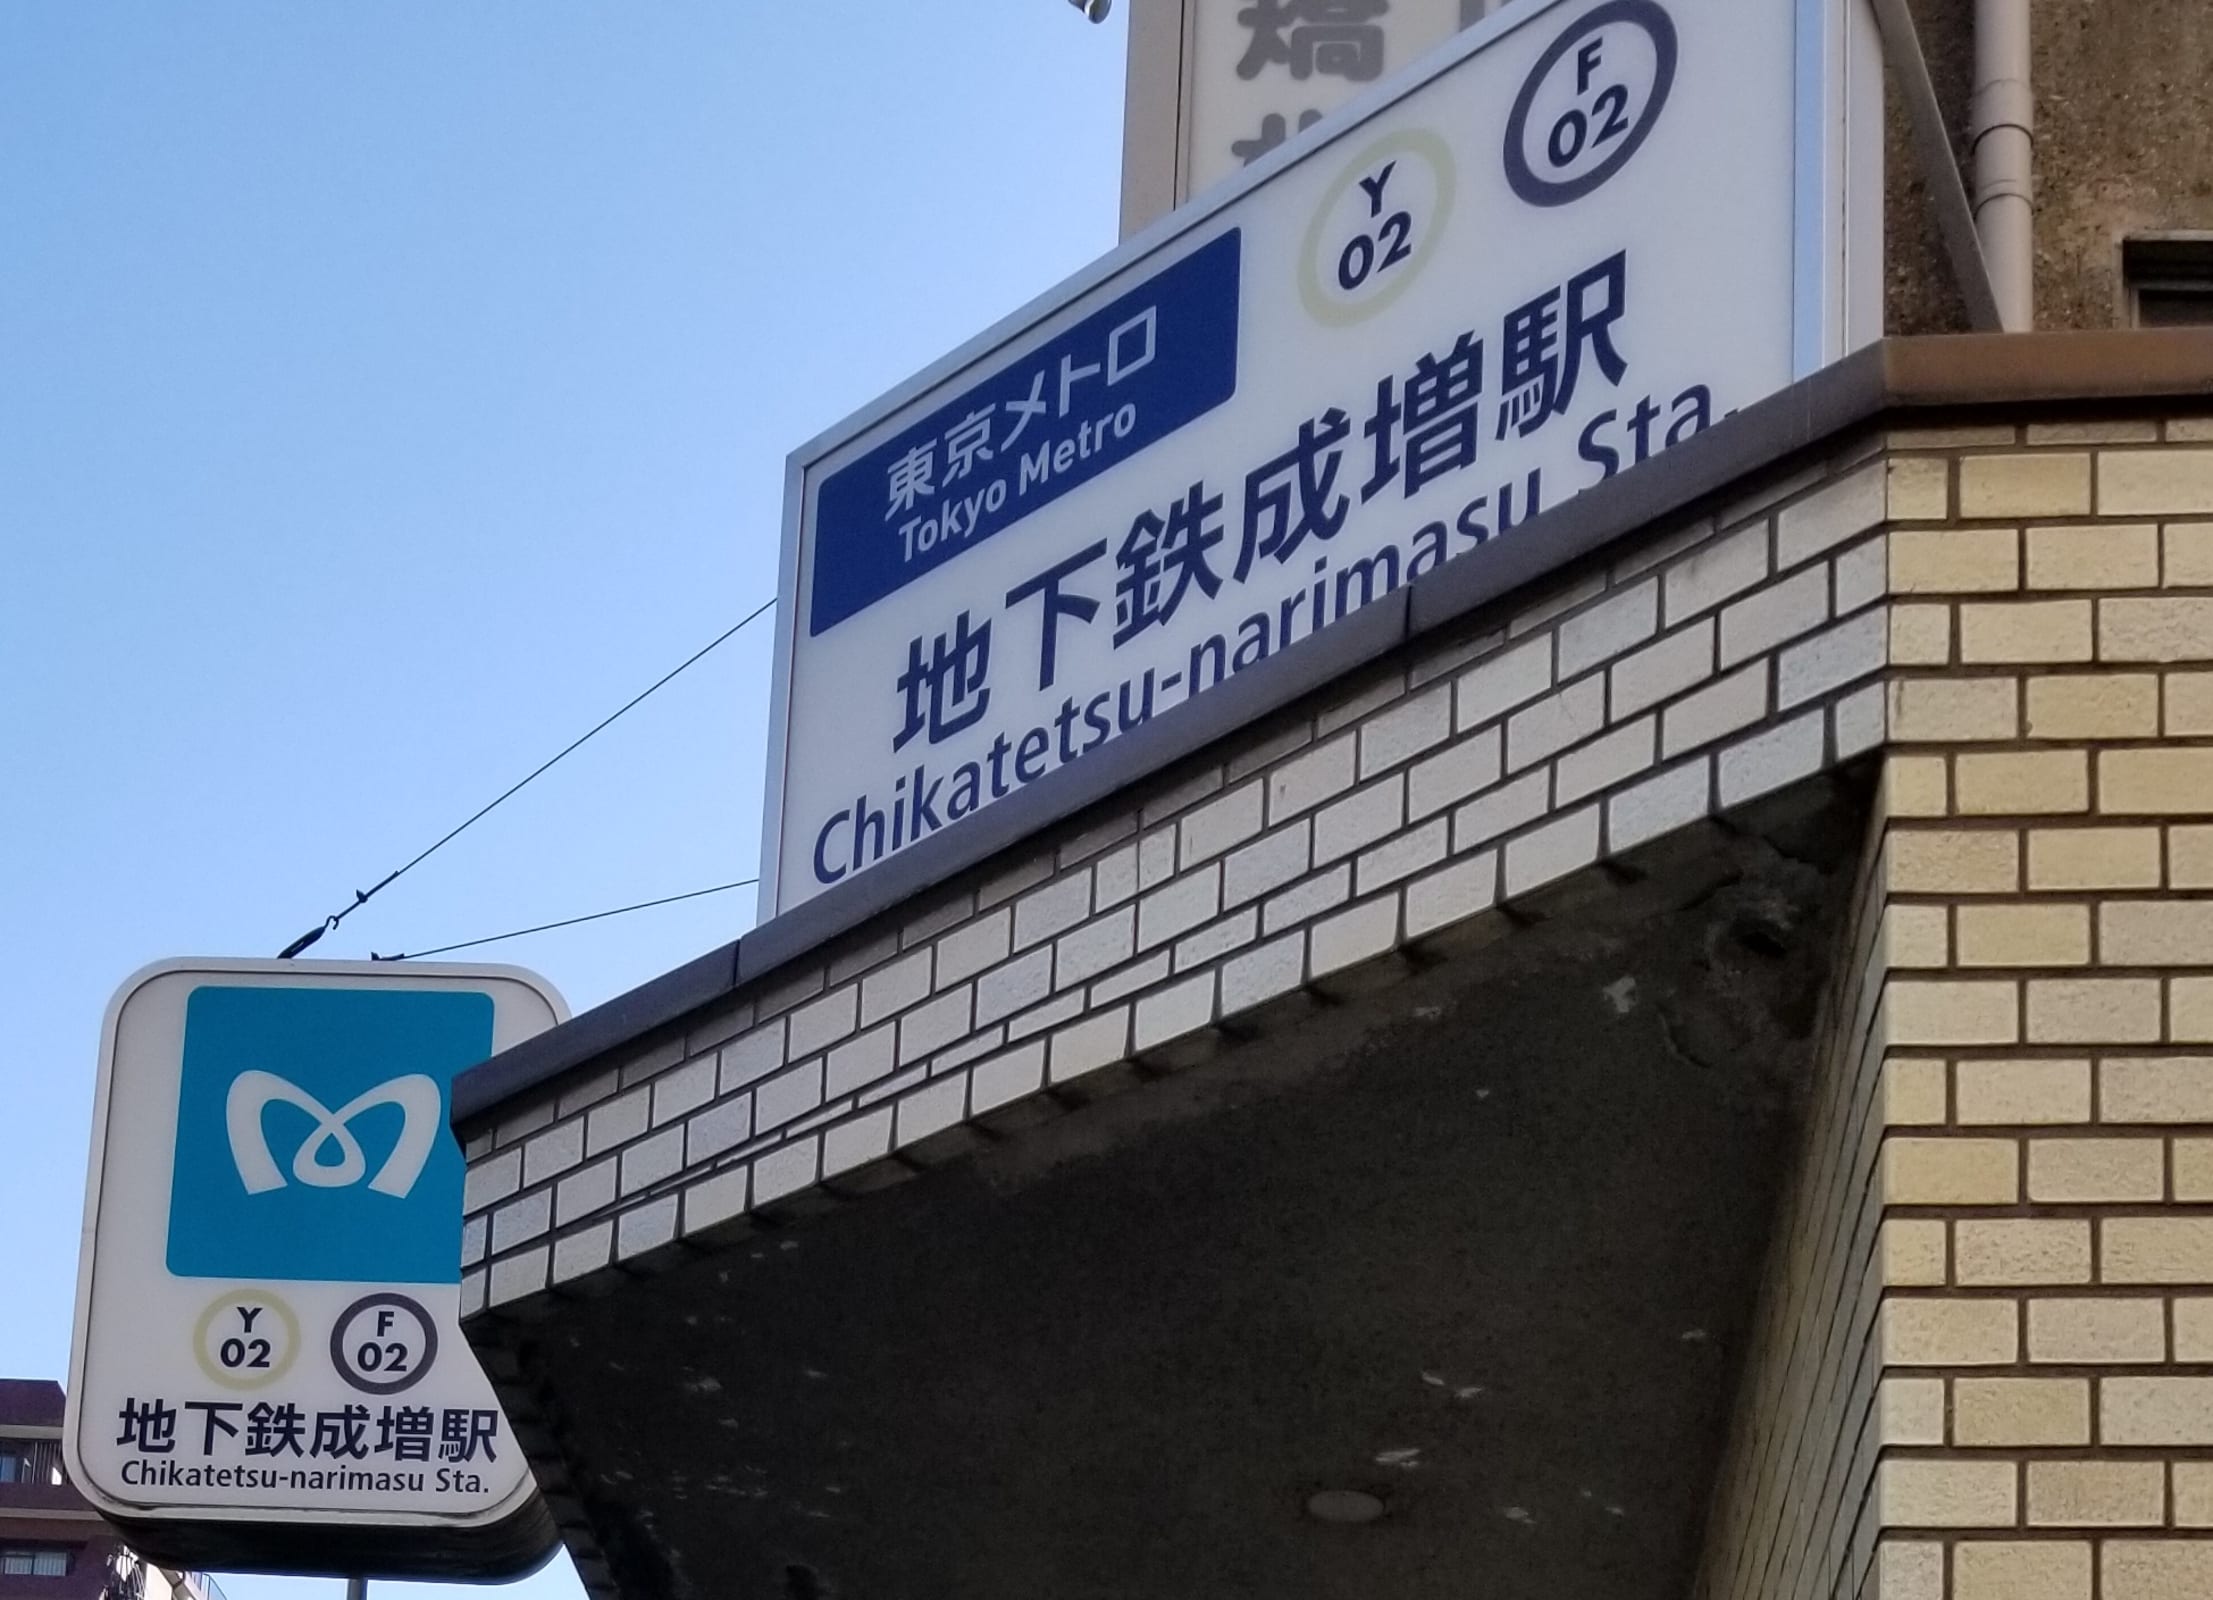 東京メトロ
Tokyo Metro
Y
02
F
02
地下鉄成増駅
Chikatetsu-narimasu Sta.
Y
02
F
02
地下鉄成増駅
Chikatetsu-narimasu Sta.